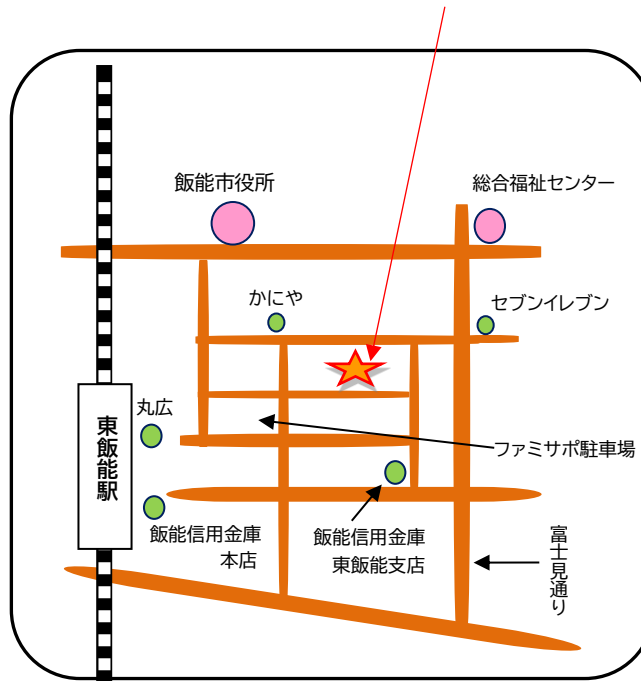 飯能市役所
総合福祉センター
かにや
セブンイレブン
丸広
東飯能駅
ファミサポ駐車場
飯能信用金庫
本店
飯能信用金庫
東飯能支店
富士見通り